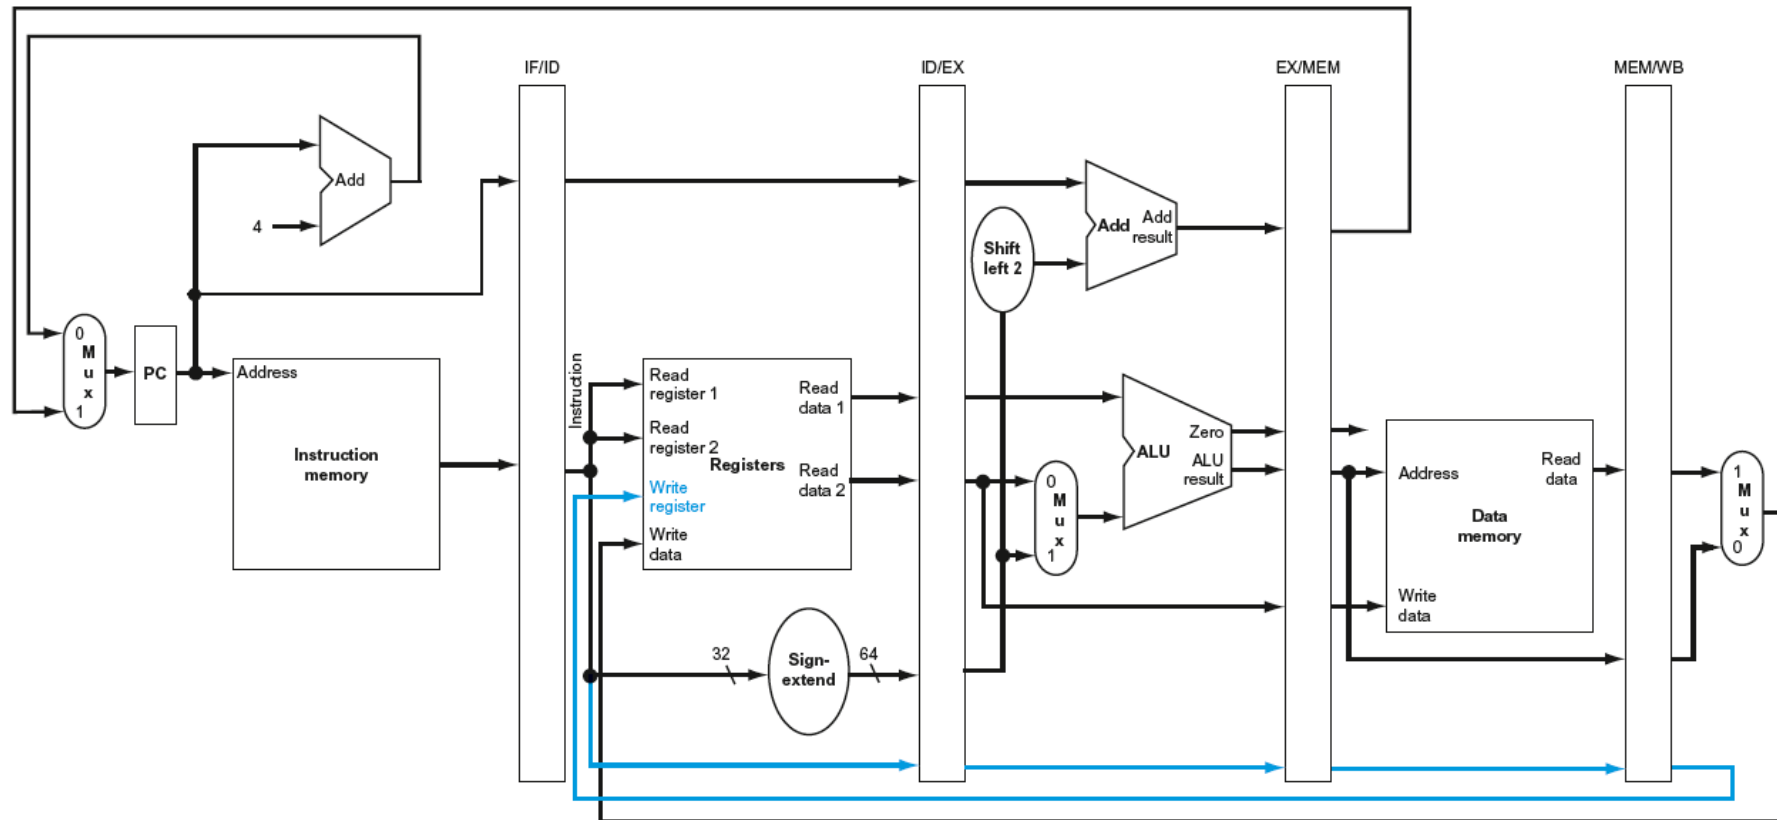 IF/ID
ID/EX
EX/MEM
MEM/WB
Add
4
Shift
left 2
Add
Add
result
0
M
u
x
1
PC
Address
Instruction
memory
Instruction
Read
register 1
Read
register 2
Write
register
Write
data
Registers
Read
data 1
Read
data 2
0
M
u
x
1
Zero
ALU
ALU
result
Address
Read
data
Data
memory
Write
data
1
M
u
x
0
32
Sign-
extend
64